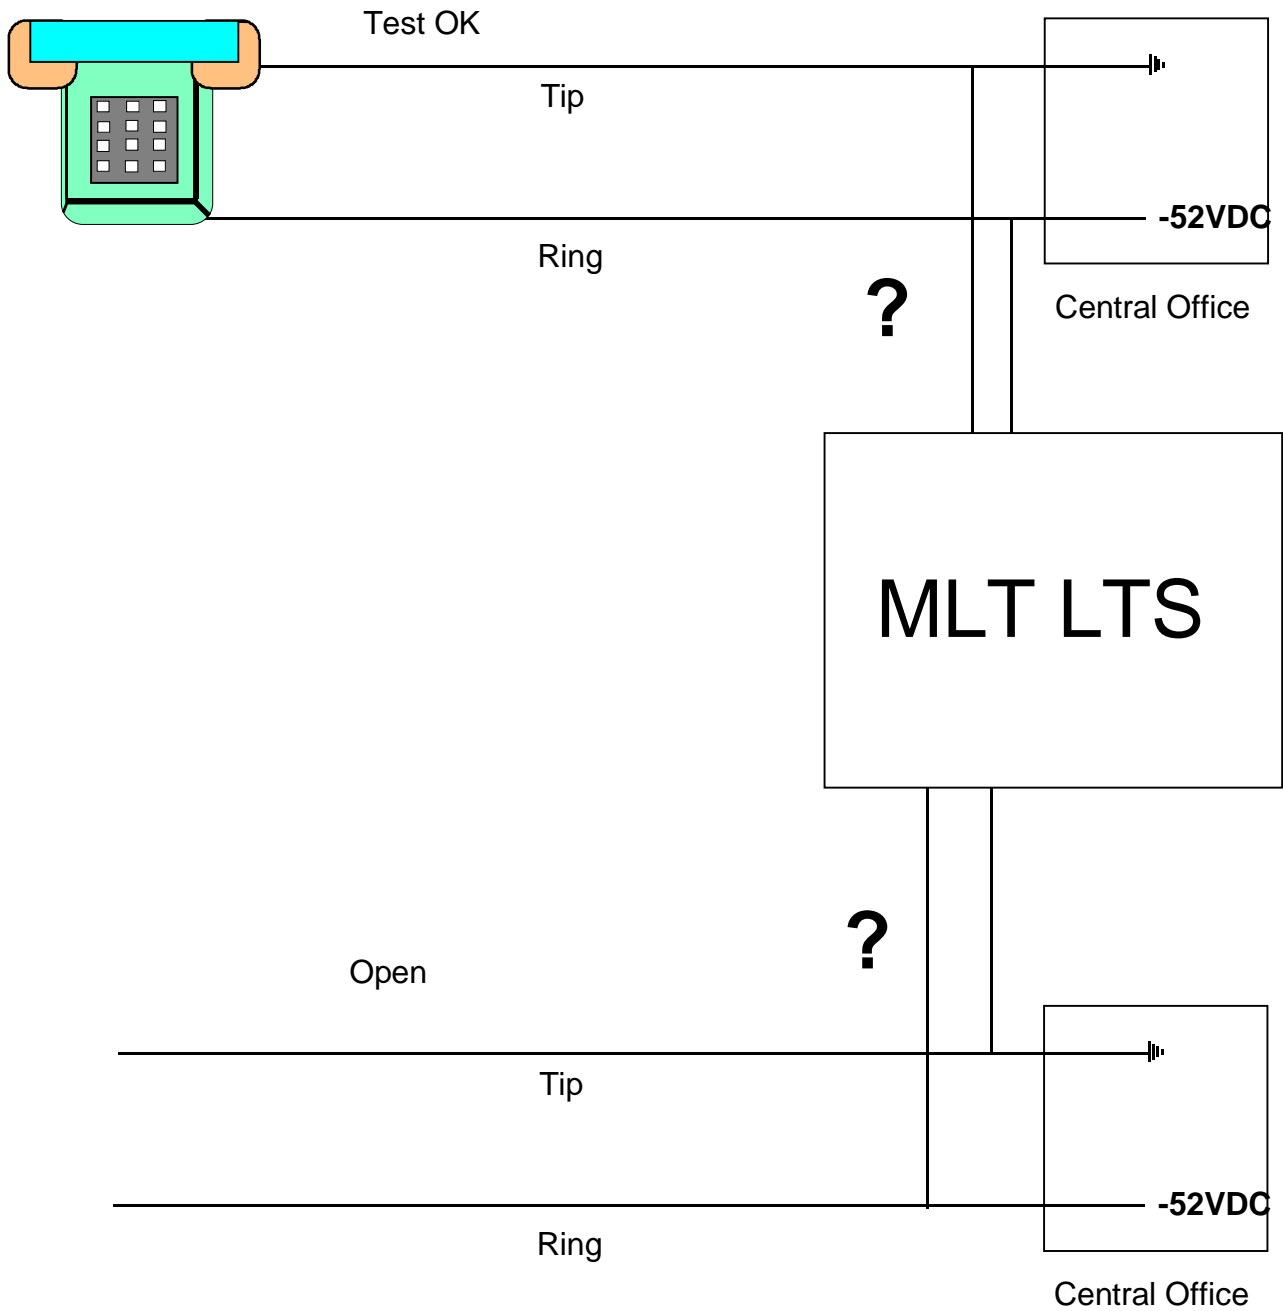 Test OK
Tip
-52VDC
Ring
?
Central Office
MLT LTS
?
Open
Tip
-52VDC
Ring
Central Office